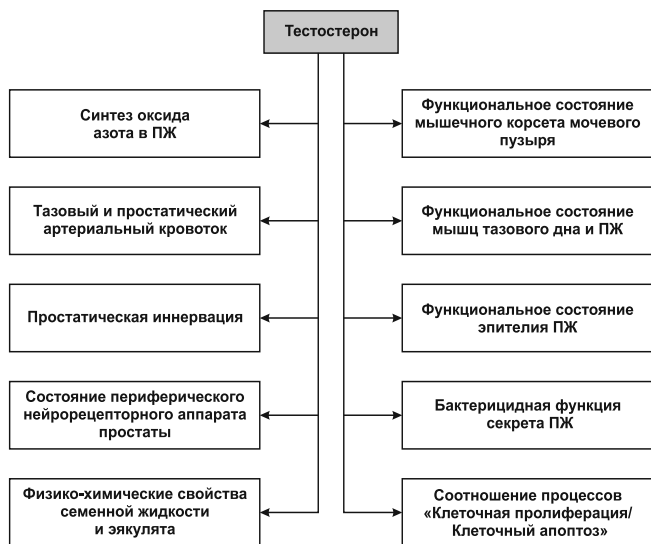 Тестостерон
Синтез оксида
азота в ПЖ
Функциональное состояние
мышечного корсета мочевого
пузыря
Тазовый и простатический
артериальный кровоток
Функциональное состояние
мышц тазового дна и ПЖ
Простатическая иннервация
Функциональное состояние
эпителия ПЖ
Состояние периферического
нейрорецепторного аппарата
простаты
Бактерицидная функция
секрета ПЖ
Физико-химические свойства
семенной жидкости
и эякулята
Соотношение процессов
«Клеточная пролиферация/
Клеточный апоптоз»